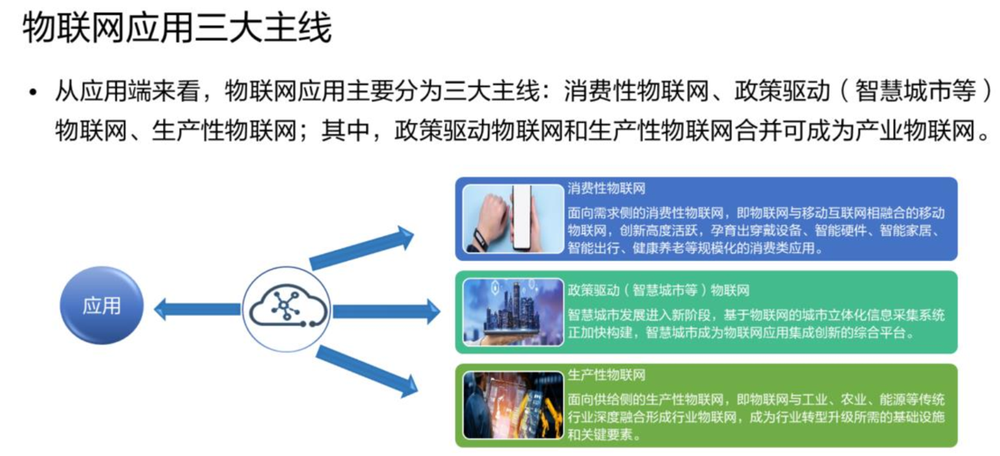 物联网应用三大主线
• 从应用端来看，物联网应用主要分为三大主线：消费性物联网、政策驱动（智慧城市等）
物联网、生产性物联网；其中，政策驱动物联网和生产性物联网合并可成为产业物联网。
应用
消费性物联网
面向需求侧的消费性物联网，即物联网与移动互联网相融合的移动
物联网，创新高度活跃，孕育出穿戴设备、智能硬件、智能家居、
智能出行、健康养老等规模化的消费类应用。
政策驱动（智慧城市等）物联网
智慧城市发展进入新阶段，基于物联网的城市立体化信息采集系统
正加快构建，智慧城市成为物联网应用集成创新的综合平台。
生产性物联网
面向供给侧的生产性物联网，即物联网与工业、农业、能源等传统
行业深度融合形成行业物联网，成为行业转型升级所需的基础设施
和关键要素。